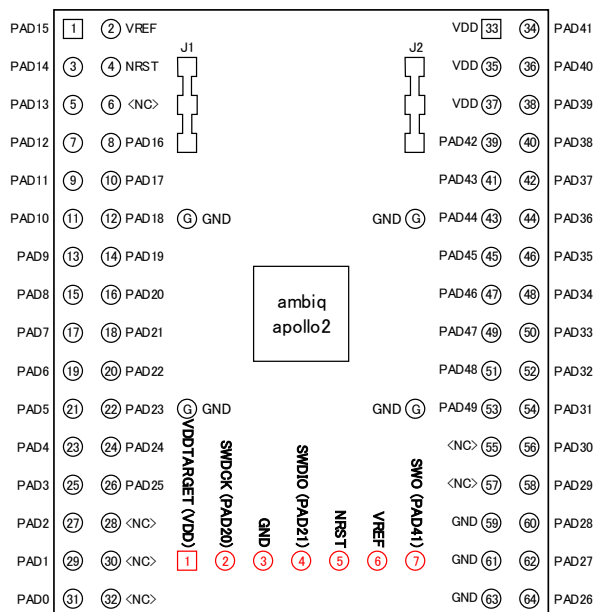 PAD15 1 2 VREF VDD 33 34 PAD41
J1 J2
PAD14 3 4 NRST VDD 35 36 PAD40
PAD13 5 6 <NC> VDD 37 38 PAD39
PAD12 7 8 PAD16 PAD42 39 40 PAD38
PAD11 9 10 PAD17 PAD43 41 42 PAD37
PAD10 11 12 PAD18 G GND GND G PAD44 43 44 PAD36
PAD9 13 14 PAD19 PAD45 45 46 PAD35
PAD8 15 16 PAD20 PAD46 47 48 PAD34
ambiq
apollo2
PAD7 17 18 PAD21 PAD47 49 50 PAD33
PAD6 19 20 PAD22 PAD48 51 52 PAD32
PAD5 21 22 PAD23 G GND GND G PAD49 53 54 PAD31
PAD4 23 24 PAD24 <NC> 55 56 PAD30
PAD3 25 26 PAD25 <NC> 57 58 PAD29
PAD2 27 28 <NC> GND 59 60 PAD28
VDDTARGET (VDD)
SWDCK (PAD20)
GND
SWDIO (PAD21)
NRST
VREF
SWO (PAD41)
PAD1 29 30 <NC> 1 2 3 4 5 6 7 GND 61 62 PAD27
PAD0 31 32 <NC> GND 63 64 PAD26